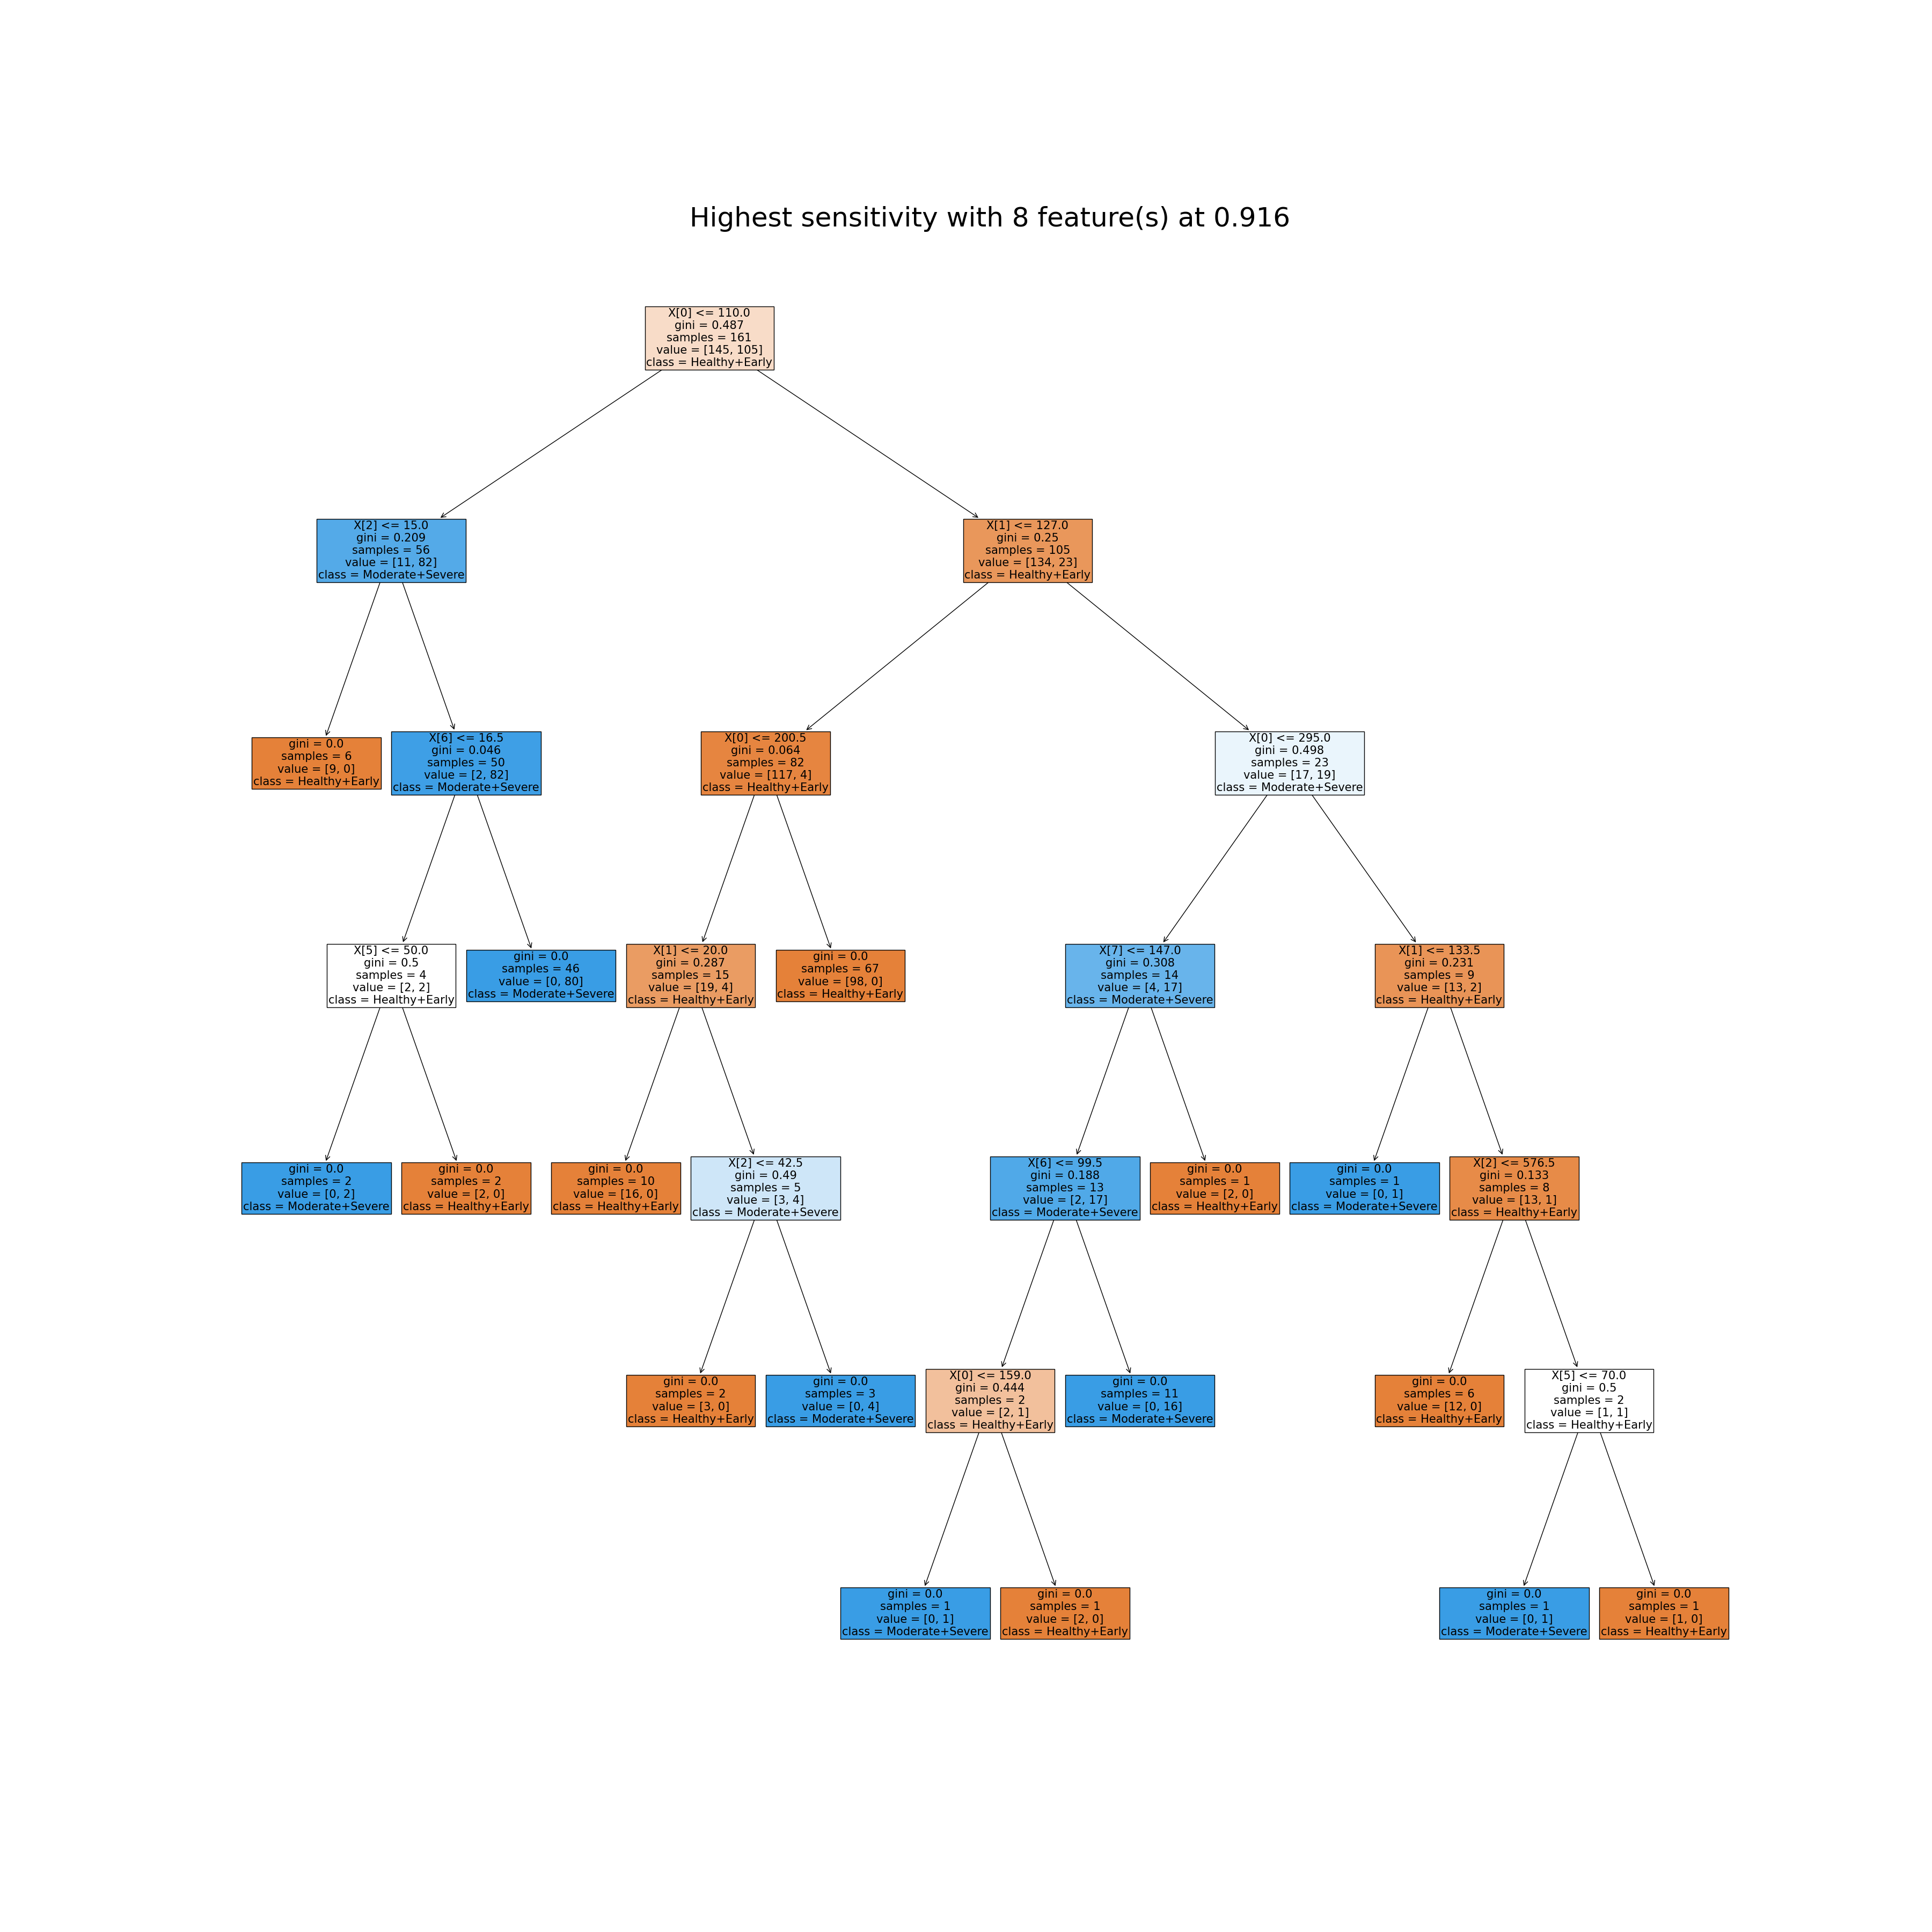 Highest sensitivity with 8 feature(s) at 0.916
X[0] <= 110.0
gini = 0.487
samples = 161
value = [145, 105]
class = Healthy+Early
X[2] <= 15.0
gini = 0.209
samples = 56
value = [11, 82]
class = Moderate+Severe
X[1] <= 127.0
gini = 0.25
samples = 105
value = [134, 23]
class = Healthy+Early
gini = 0.0
samples = 6
value = [9, 0]
class = Healthy+Early
X[6] <= 16.5
gini = 0.046
samples = 50
value = [2, 82]
class = Moderate+Severe
X[0] <= 200.5
gini = 0.064
samples = 82
value = [117, 4]
class = Healthy+Early
X[0] <= 295.0
gini = 0.498
samples = 23
value = [17, 19]
class = Moderate+Severe
X[5] <= 50.0
gini = 0.5
samples = 4
value = [2, 2]
class = Healthy+Early
gini = 0.0
samples = 46
value = [0, 80]
class = Moderate+Severe
X[1] <= 20.0
gini = 0.287
samples = 15
value = [19, 4]
class = Healthy+Early
gini = 0.0
samples = 67
value = [98, 0]
class = Healthy+Early
X[7] <= 147.0
gini = 0.308
samples = 14
value = [4, 17]
class = Moderate+Severe
X[1] <= 133.5
gini = 0.231
samples = 9
value = [13, 2]
class = Healthy+Early
gini = 0.0
samples = 2
value = [0, 2]
class = Moderate+Severe
gini = 0.0
samples = 2
value = [2, 0]
class = Healthy+Early
gini = 0.0
samples = 10
value = [16, 0]
class = Healthy+Early
X[2] <= 42.5
gini = 0.49
samples = 5
value = [3, 4]
class = Moderate+Severe
X[6] <= 99.5
gini = 0.188
samples = 13
value = [2, 17]
class = Moderate+Severe
gini = 0.0
samples = 1
value = [2, 0]
class = Healthy+Early
gini = 0.0
samples = 1
value = [0, 1]
class = Moderate+Severe
X[2] <= 576.5
gini = 0.133
samples = 8
value = [13, 1]
class = Healthy+Early
gini = 0.0
samples = 2
value = [3, 0]
class = Healthy+Early
gini = 0.0
samples = 3
value = [0, 4]
class = Moderate+Severe
X[0] <= 159.0
gini = 0.444
samples = 2
value = [2, 1]
class = Healthy+Early
gini = 0.0
samples = 11
value = [0, 16]
class = Moderate+Severe
gini = 0.0
samples = 6
value = [12, 0]
class = Healthy+Early
X[5] <= 70.0
gini = 0.5
samples = 2
value = [1, 1]
class = Healthy+Early
gini = 0.0
samples = 1
value = [0, 1]
class = Moderate+Severe
gini = 0.0
samples = 1
value = [2, 0]
class = Healthy+Early
gini = 0.0
samples = 1
value = [0, 1]
class = Moderate+Severe
gini = 0.0
samples = 1
value = [1, 0]
class = Healthy+Early